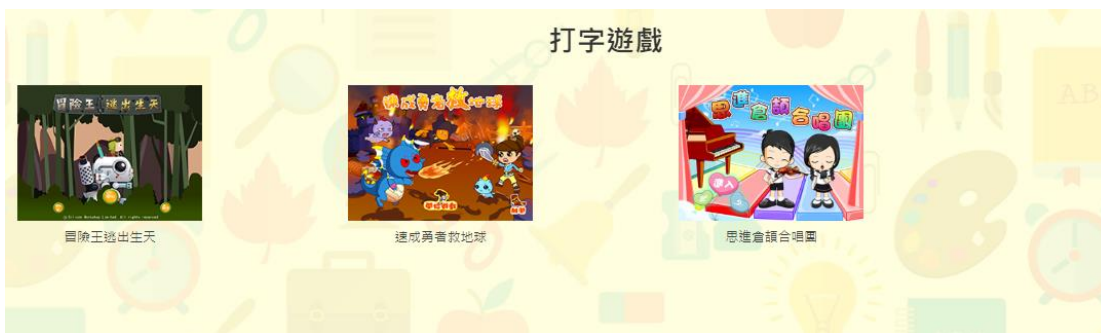 打字遊戲
冒險王 逃出生天
速成勇者救地球
思進倉頡合唱團
冒險王逃出生天
速成勇者救地球
思進倉頡合唱團
AB